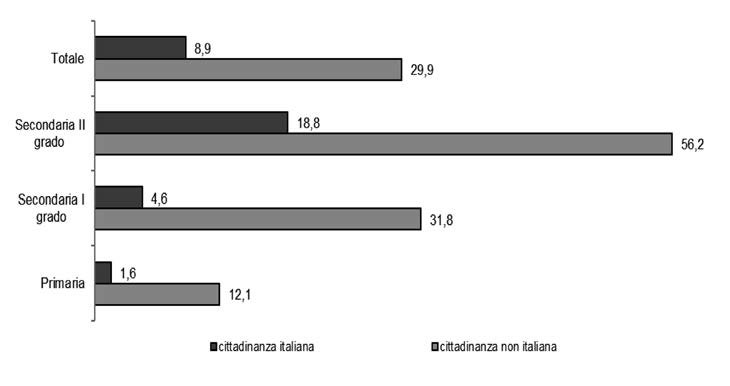 Totale
8,9
29,9
Secondaria II
grado
18,8
56,2
Secondaria I
grado
4,6
31,8
Primaria
1,6
12,1
cittadinanza italiana
cittadinanza non italiana